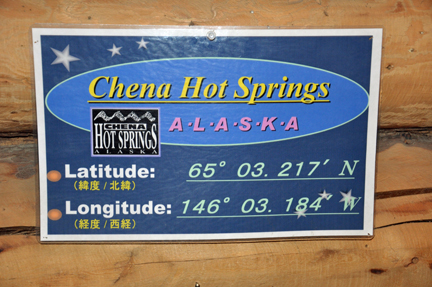 Chena Hot Springs
CHENA
HOT SPRINGS
ALASKA
A·L·A·S·K·A
Latitude: 65° 03. 217' N
(緯度 / 北緯)
Longitude: 146° 03. 184' W
(経度 / 西経)